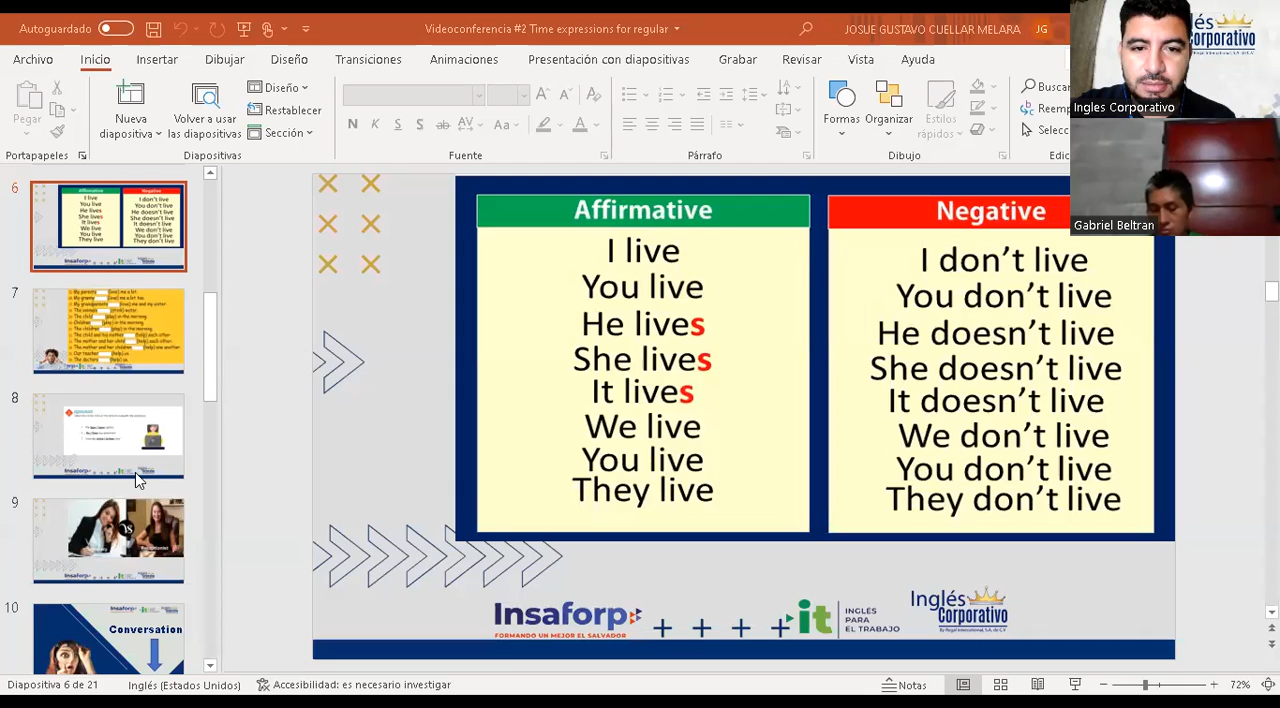 Autoguardado
Videoconferencia #2 Time expressions for regular
JOSUE GUSTAVO CUELLAR MELARA JG
Archivo Inicio Insertar Dibujar Diseño Transiciones Animaciones Presentación con diapositivas Grabar Revisar Vista Ayuda
Pegar
Nueva diapositiva
Volver a usar las diapositivas
Diseño
Restablecer
Sección
Formas
Organizar
Estilos rápidos
Buscar
Reemp
Selecc
Portapapeles Diapositivas Fuente Párrafo Dibujo Edic
Inglés Corporativo
Ingles Corporativo
Gabriel Beltran
6
7
8
9
10
Conversation
Affirmative
I live
You live
He lives
She lives
It lives
We live
You live
They live
Negative
I don't live
You don't live
He doesn't live
She doesn't live
It doesn't live
We don't live
You don't live
They don't live
Insaforp
FORMANDO UN MEJOR EL SALVADOR
it INGLÉS PARA EL TRABAJO
Inglés Corporativo
Diapositiva 6 de 21 Inglés (Estados Unidos) Accesibilidad: es necesario investigar Notas 72%